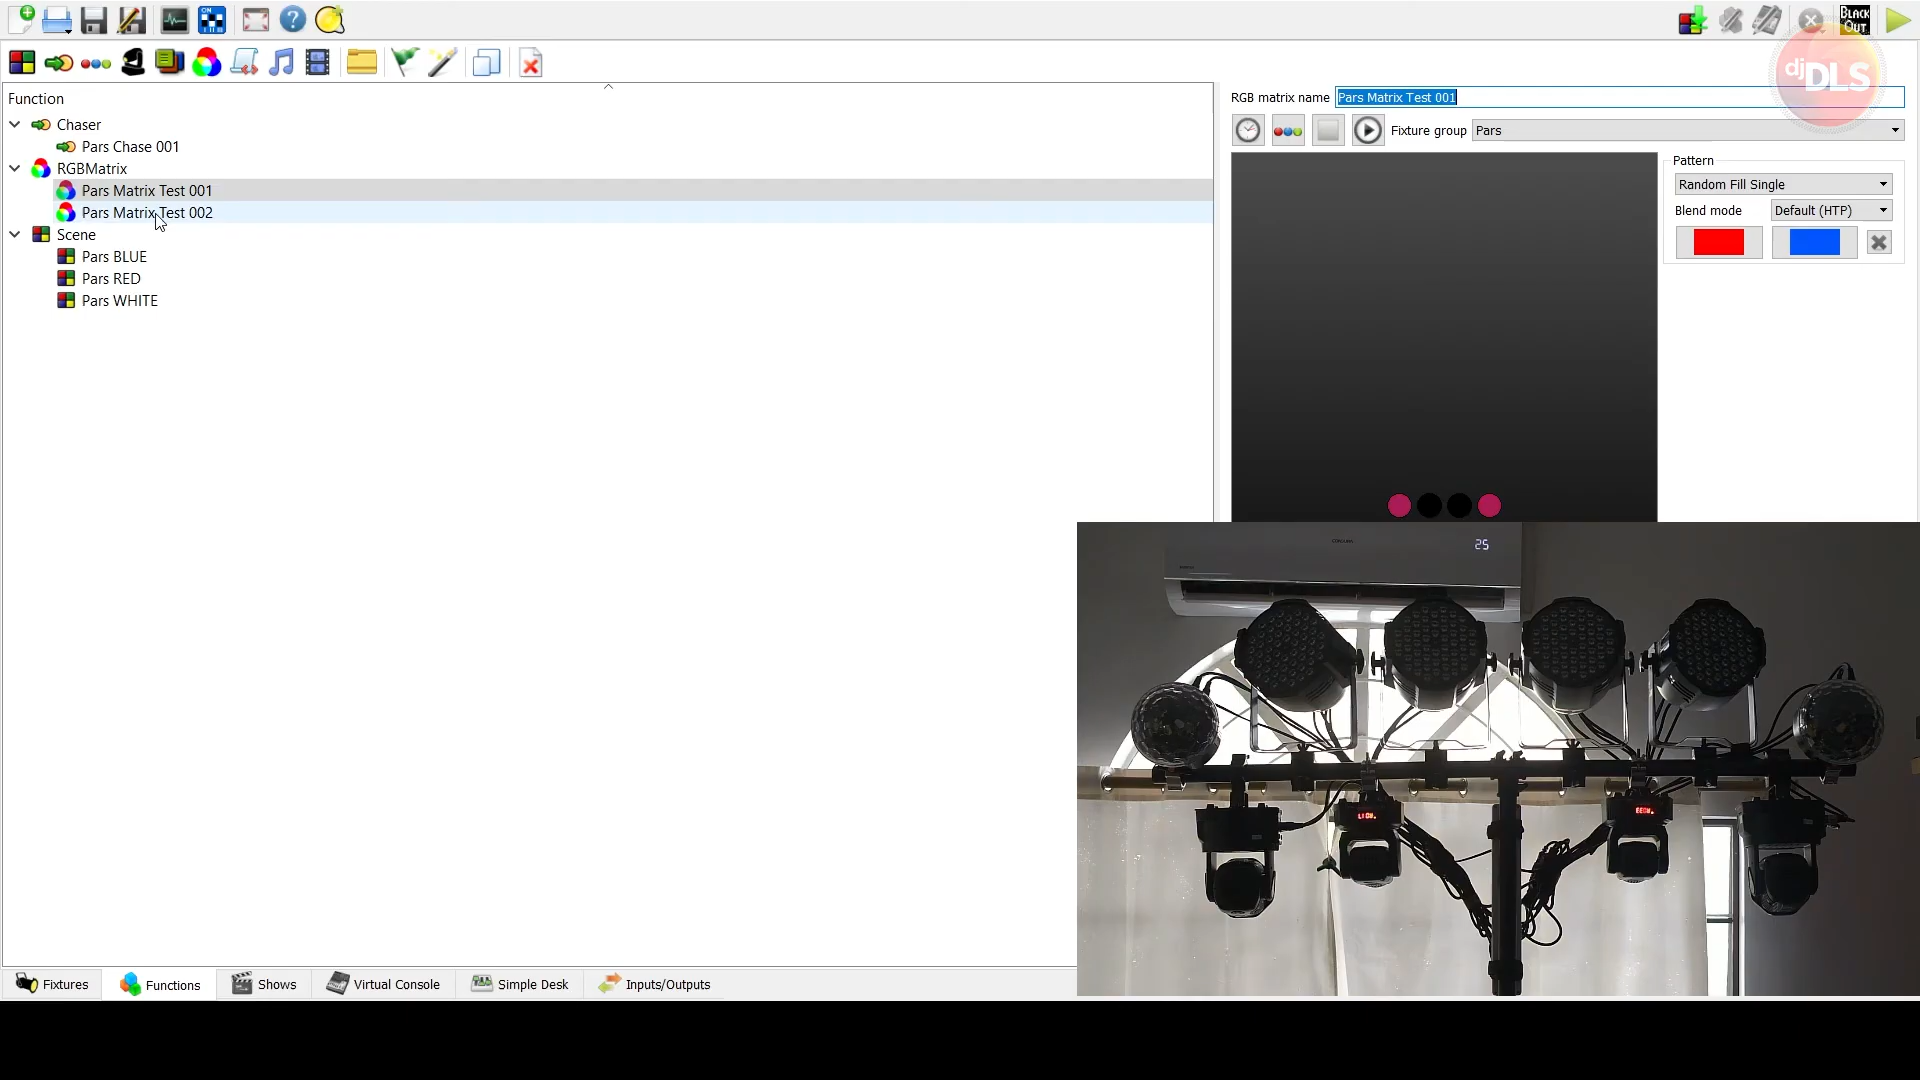 ON
BLACK
OUT
djDLS
Function
Chaser
Pars Chase 001
RGBMatrix
Pars Matrix Test 001
Pars Matrix Test 002
Scene
Pars BLUE
Pars RED
Pars WHITE
RGB matrix name Pars Matrix Test 001
Fixture group Pars
Pattern
Random Fill Single
Blend mode Default (HTP)
25
Fixtures Functions Shows Virtual Console Simple Desk Inputs/Outputs